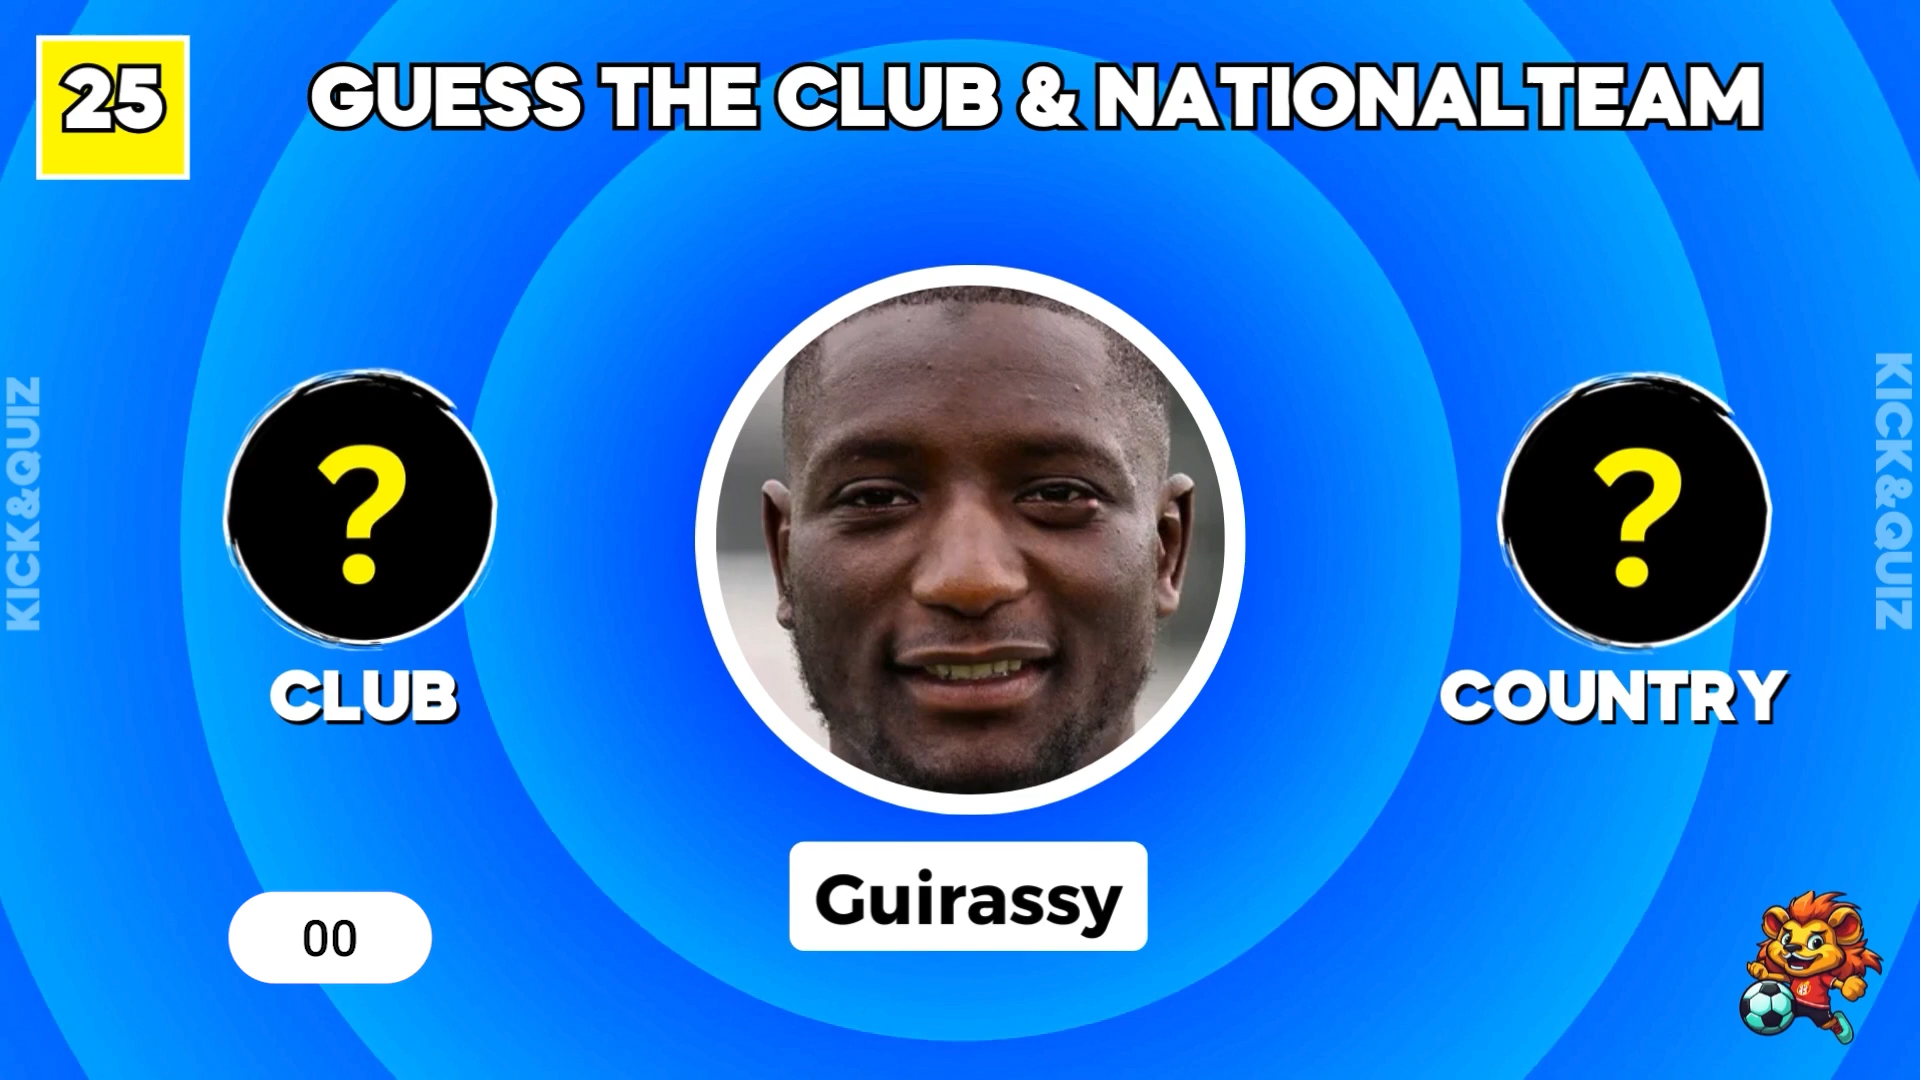 25
GUESS THE CLUB & NATIONALTEAM
KICK&QUIZ
KICK&QUIZ
?
?
CLUB
COUNTRY
Guirassy
00